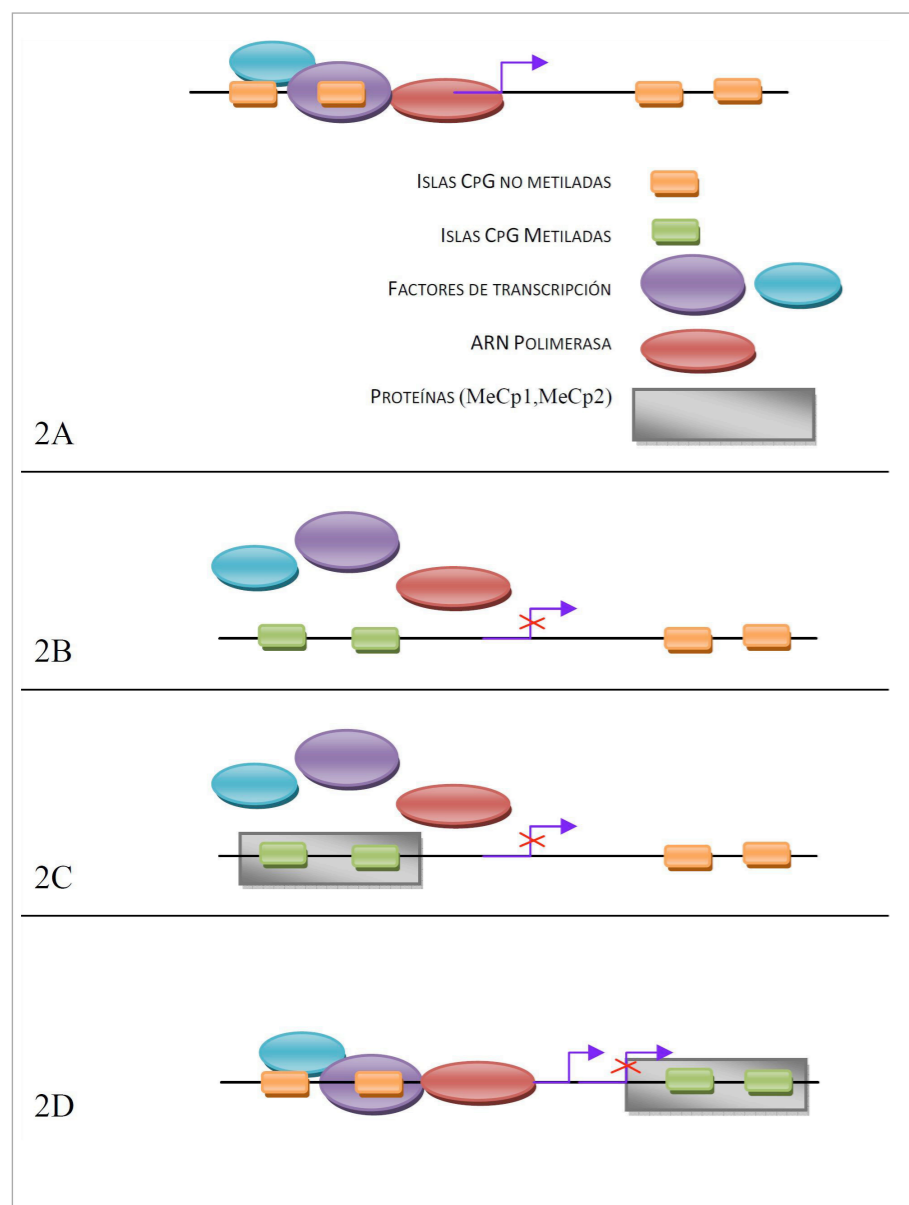 ISLAS CPG NO METILADAS
ISLAS CPG METILADAS
FACTORES DE TRANSCRIPCIÓN
ARN POLIMERASA
PROTEÍNAS (MeCp1,MeCp2)
2A
2B
2C
2D